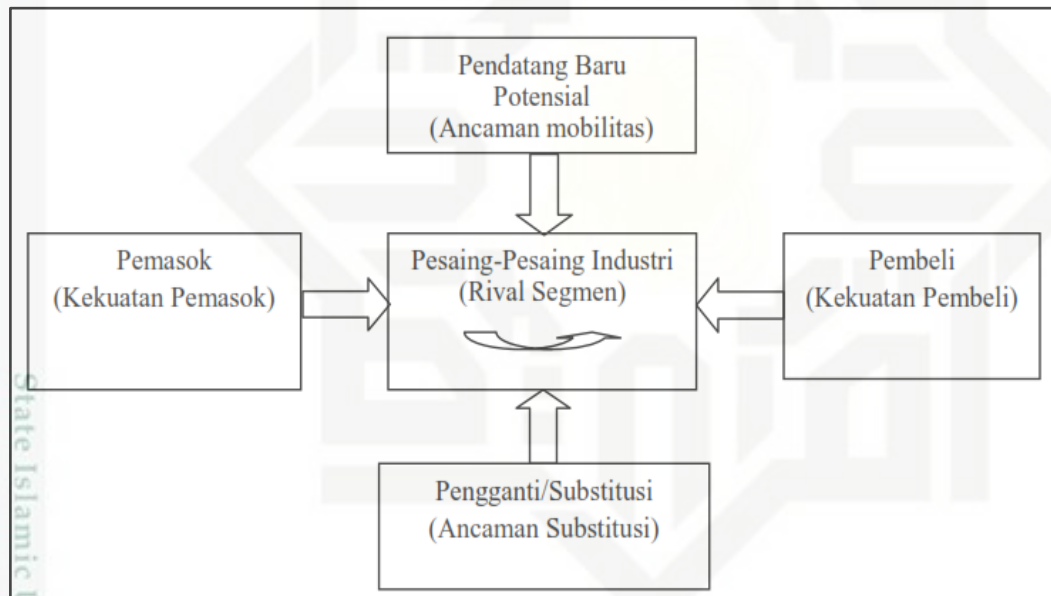 Pendatang Baru
Potensial
(Ancaman mobilitas)
Pemasok
(Kekuatan Pemasok)
Pesaing-Pesaing Industri
(Rival Segmen)
Pembeli
(Kekuatan Pembeli)
Pengganti/Substitusi
(Ancaman Substitusi)
State Islamic